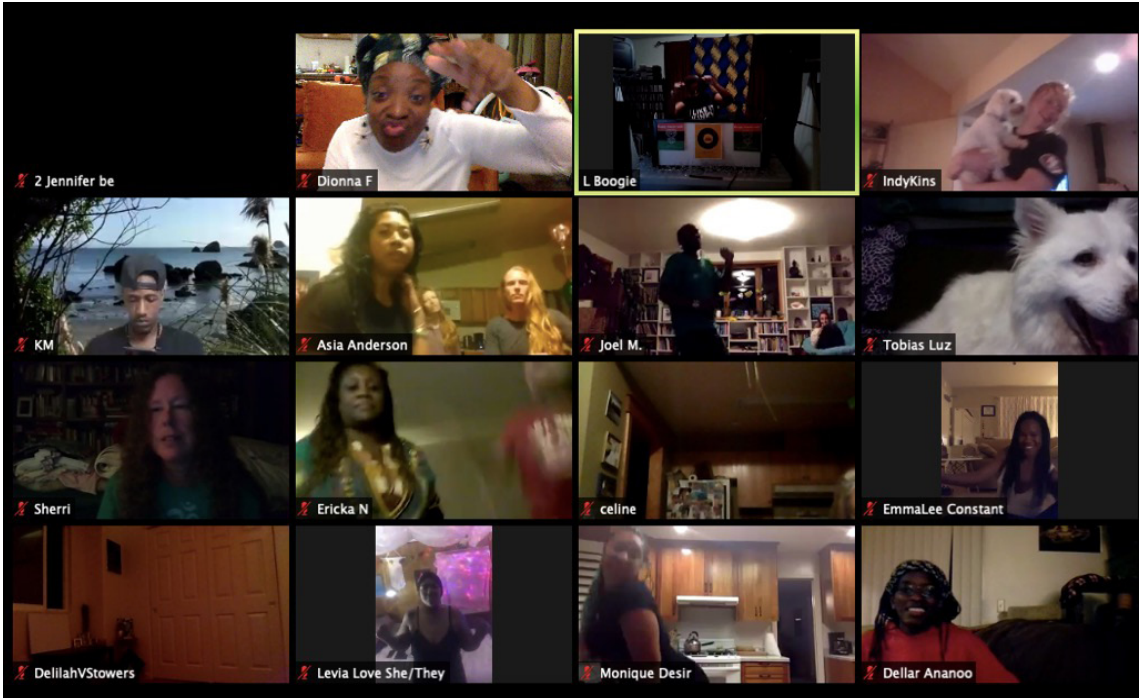 2 Jennifer be
Dionna F
L Boogie
IndyKins
KM
Asia Anderson
Joel M.
Tobias Luz
Sherri
Ericka N
celine
EmmaLee Constant
DelilahVStowers
Levia Love She/They
Monique Desir
Dellar Ananoo